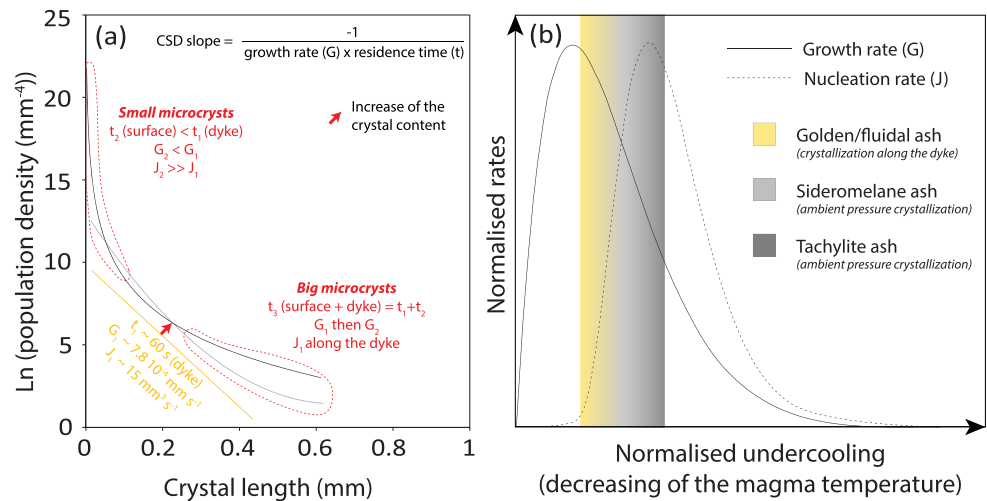 (a)
CSD slope = -1
growth rate (G) x residence time (t)
Small microcrysts
t2 (surface) < t1 (dyke)
G2 < G1
J2 >> J1
Increase of the
crystal content
Big microcrysts
t3 (surface + dyke) = t1+t2
G1 then G2
J1 along the dyke
t1 ~ 60 s (dyke)
G1 ~ 7.8 10-4 mm s-1
J1 ~ 15 mm3 s-1
Ln (population density (mm-4))
25
20
15
10
5
0
0
0.2
0.4
0.6
0.8
1
Crystal length (mm)
(b)
Growth rate (G)
Nucleation rate (J)
Golden/fluidal ash
(crystallization along the dyke)
Sideromelane ash
(ambient pressure crystallization)
Tachylite ash
(ambient pressure crystallization)
Normalised rates
Normalised undercooling
(decreasing of the magma temperature)